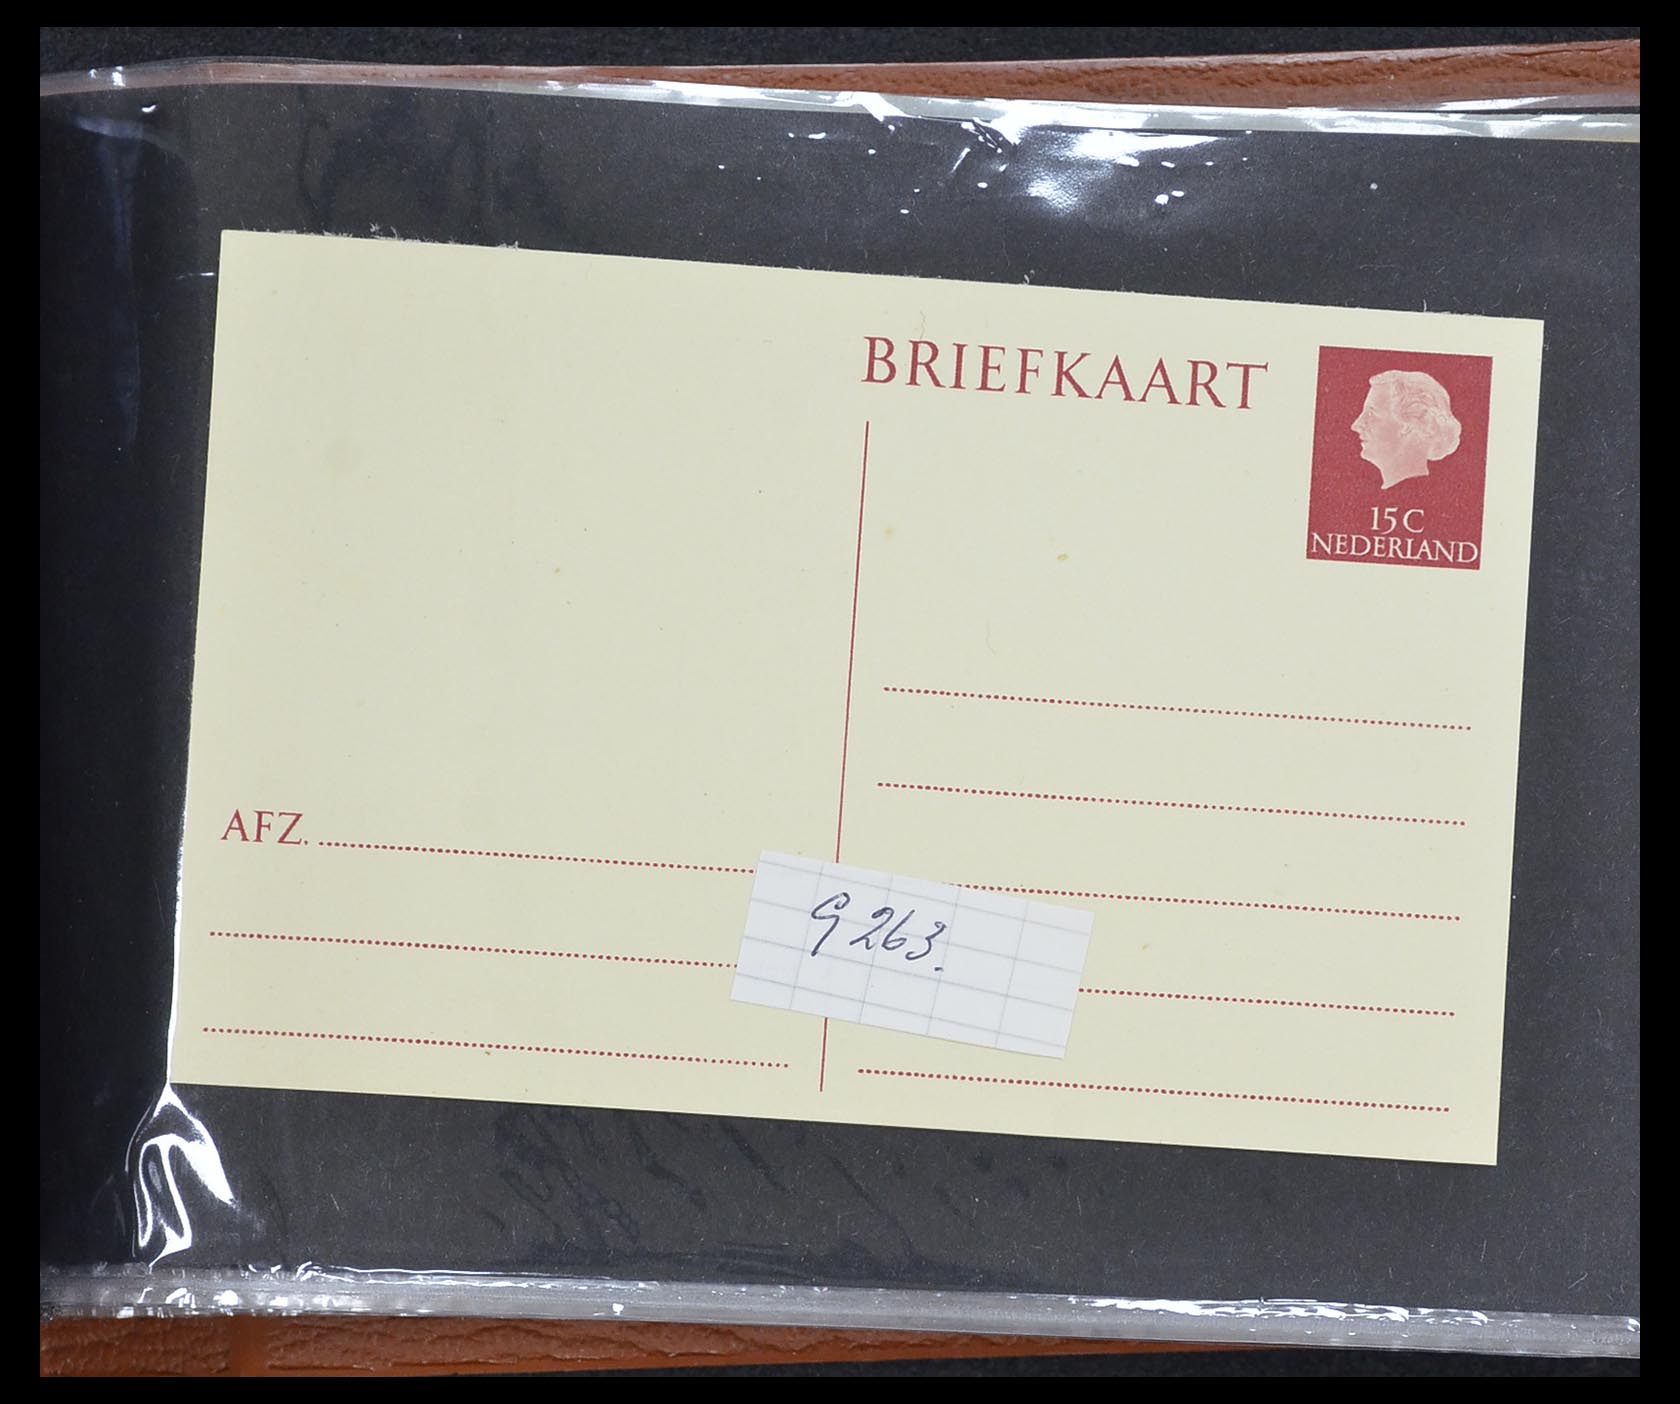 BRIEFKAART
15 C
NEDERLAND
AFZ.
G 263.